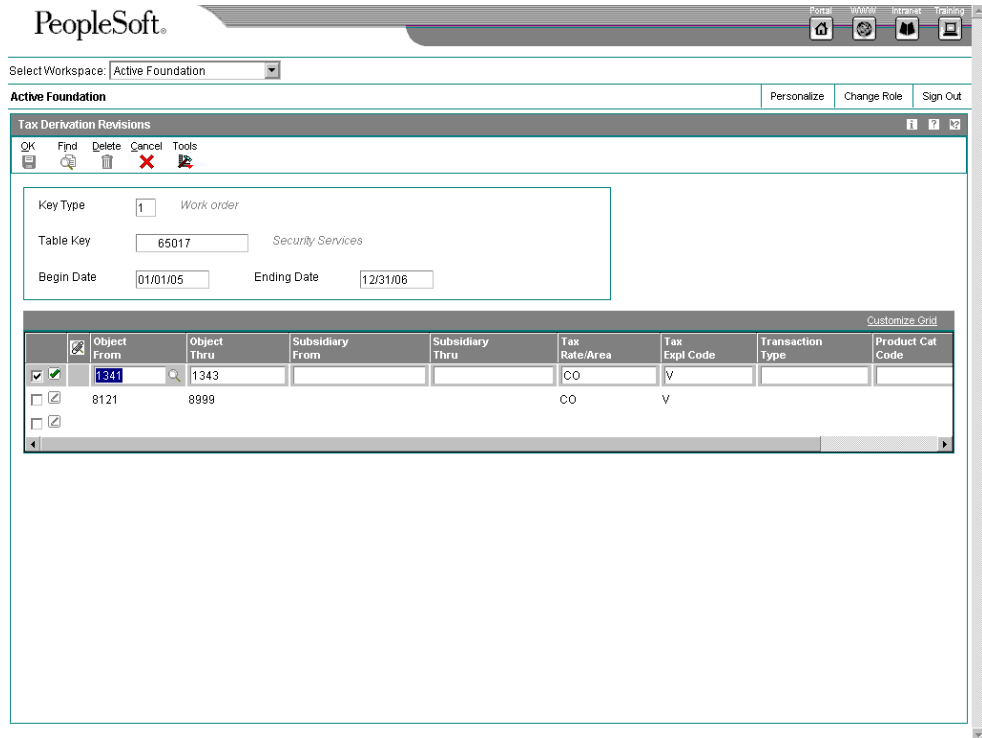 Portal WWW Intranet Training
PeopleSoft®
Select Workspace: Active Foundation
Active Foundation Personalize Change Role Sign Out
Tax Derivation Revisions i ? ?
OK Find Delete Cancel Tools
Key Type 1 Work order
Table Key 65017 Security Services
Begin Date 01/01/05 Ending Date 12/31/06
Customize Grid
Object Object Subsidiary Subsidiary Tax Tax Transaction Product Cat
From Thru From Thru Rate/Area Expl Code Type Code
1341 1343 CO V
8121 8999 CO V